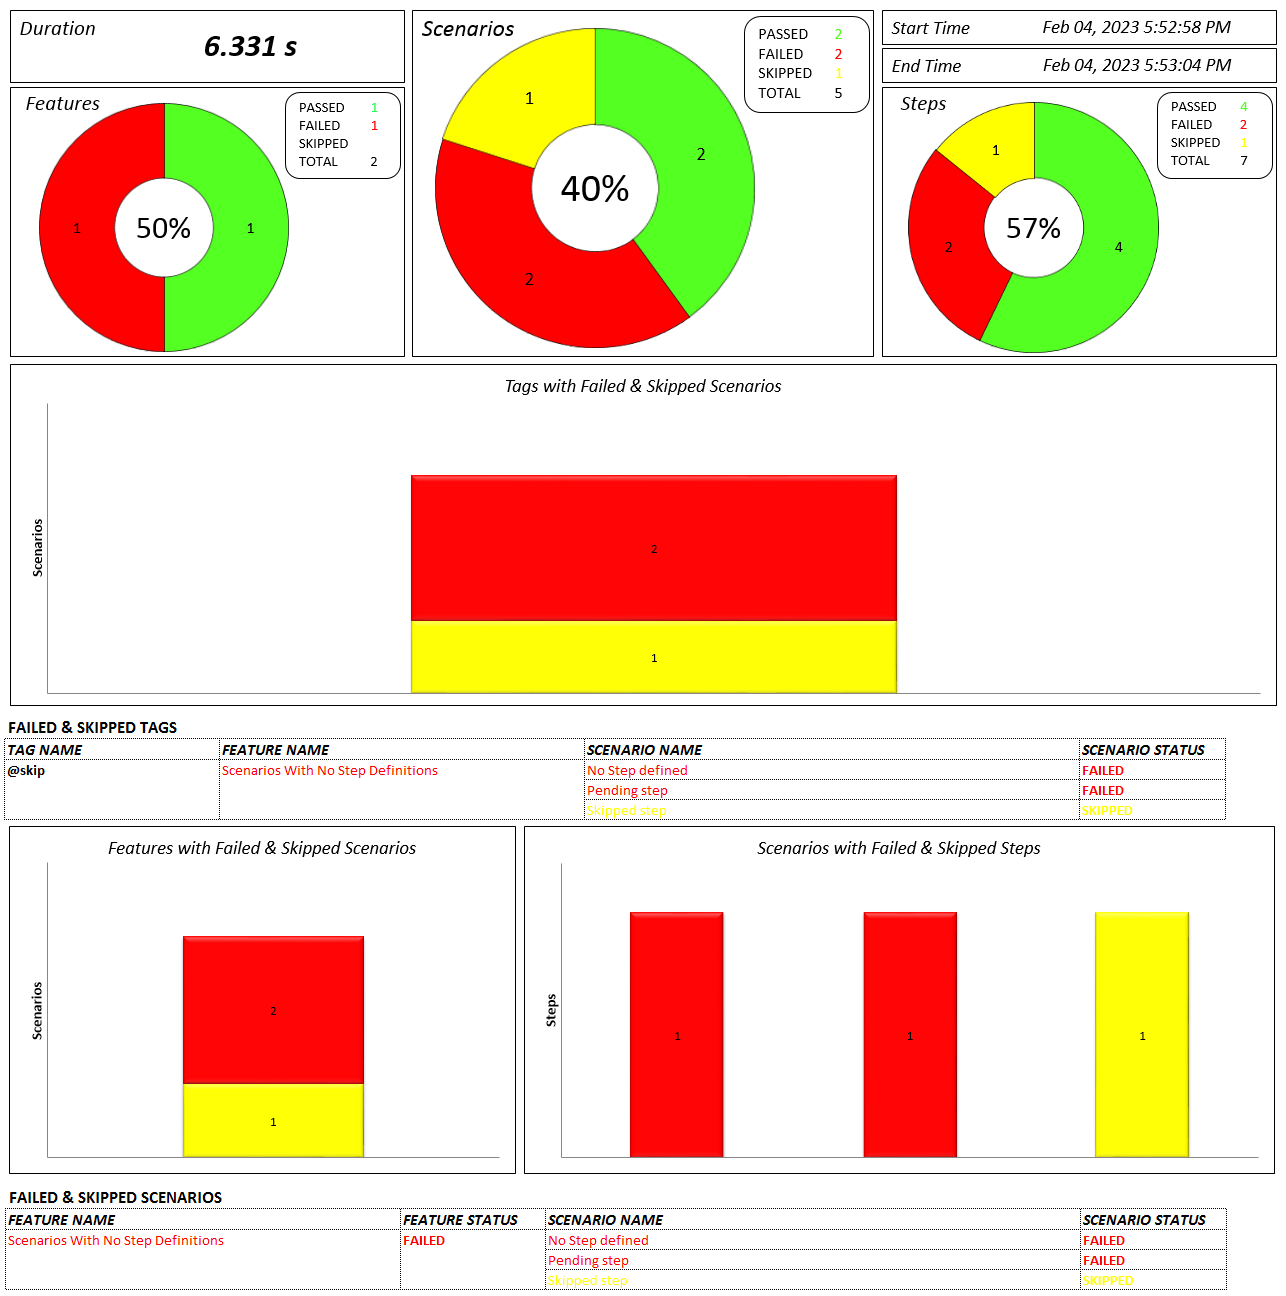 Duration
6.331 s
Scenarios
PASSED 2
FAILED 2
SKIPPED 1
TOTAL 5
1
2
2
40%
Start Time Feb 04, 2023 5:52:58 PM
End Time Feb 04, 2023 5:53:04 PM
Features
PASSED 1
FAILED 1
SKIPPED
TOTAL 2
1
1
50%
Steps
PASSED 4
FAILED 2
SKIPPED 1
TOTAL 7
1
2
4
57%
Tags with Failed & Skipped Scenarios
Scenarios
2
1
FAILED & SKIPPED TAGS
TAG NAME FEATURE NAME SCENARIO NAME SCENARIO STATUS
@skip Scenarios With No Step Definitions No Step defined FAILED
Pending step FAILED
Skipped step SKIPPED
Features with Failed & Skipped Scenarios
Scenarios
2
1
Scenarios with Failed & Skipped Steps
Steps
1
1
1
FAILED & SKIPPED SCENARIOS
FEATURE NAME FEATURE STATUS SCENARIO NAME SCENARIO STATUS
Scenarios With No Step Definitions FAILED No Step defined FAILED
Pending step FAILED
Skipped step SKIPPED